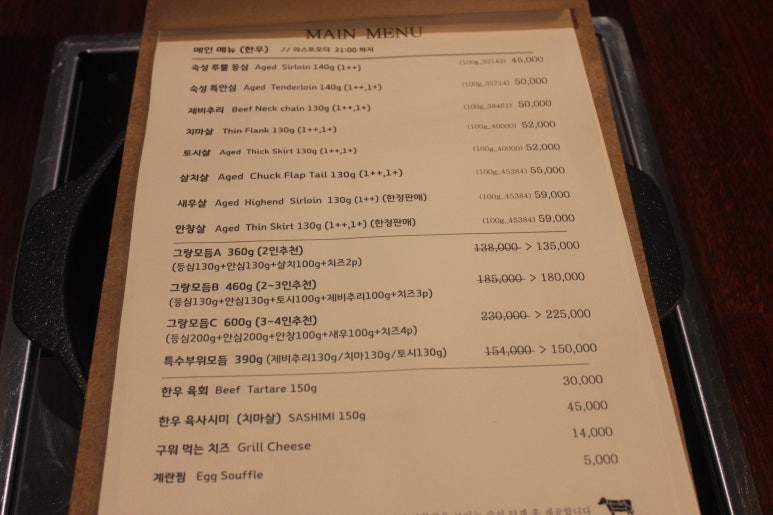 MAIN MENU
메인 메뉴 (한우) // 라스트오더 21:00 까지
숙성 투뿔 등심 Aged Sirloin 140g (1++) (100g_32142) 45,000
숙성 특안심 Aged Tenderloin 140g (1++,1+) (100g_35714) 50,000
제비추리 Beef Neck chain 130g (1++,1+) (100g_38461) 50,000
치마살 Thin Flank 130g (1++,1+) (100g_40000) 52,000
토시살 Aged Thick Skirt 130g (1++,1+) (100g_40000) 52,000
살치살 Aged Chuck Flap Tail 130g (1++,1+) (100g_45384) 55,000
새우살 Aged Highend Sirloin 130g (1++,1+) (한정판매) (100g_45384) 59,000
안창살 Aged Thin Skirt 130g (1++,1+) (한정판매) (100g_45384) 59,000
그랑모듬A 360g (2인추천) 138,000 > 135,000
(등심130g+안심130g+살치100g+치즈2p)
그랑모듬B 460g (2~3인추천) 185,000 > 180,000
(등심130g+안심130g+토시100g+제비추리100g+치즈3p)
그랑모듬C 600g (3~4인추천) 230,000 > 225,000
(등심200g+안심200g+안창100g+새우100g+치즈4p)
특수부위모듬 390g (제비추리130g/치마130g/토시130g) 154,000 > 150,000
한우 육회 Beef Tartare 150g 30,000
한우 육사시미 (치마살) SASHIMI 150g 45,000
구워 먹는 치즈 Grill Cheese 14,000
계란찜 Egg Souffle 5,000